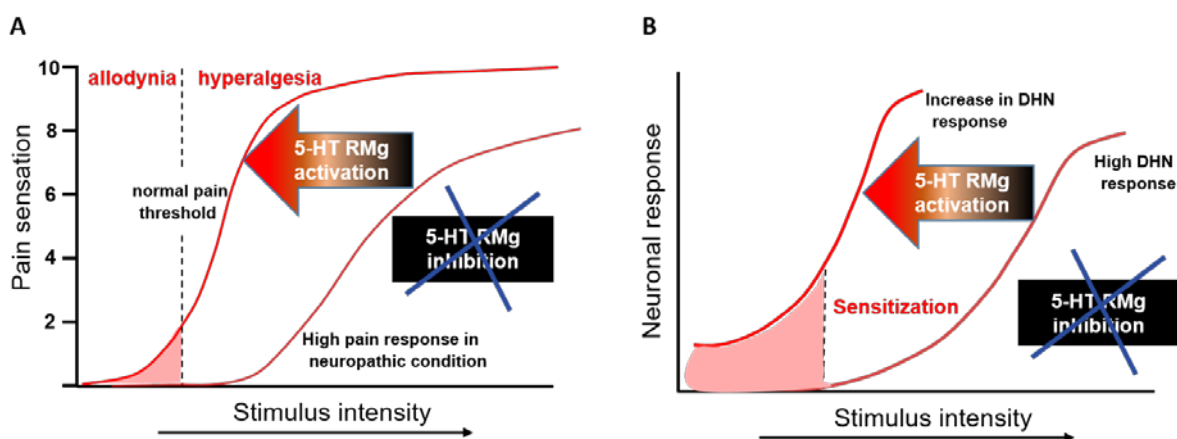 A
allodynia hyperalgesia
10
8
6
4
2
Pain sensation
normal pain
threshold
5-HT RMg
activation
5-HT RMg
inhibition
High pain response in
neuropathic condition
Stimulus intensity
B
Neuronal response
Increase in DHN
response
5-HT RMg
activation
High DHN
response
Sensitization
5-HT RMg
inhibition
Stimulus intensity